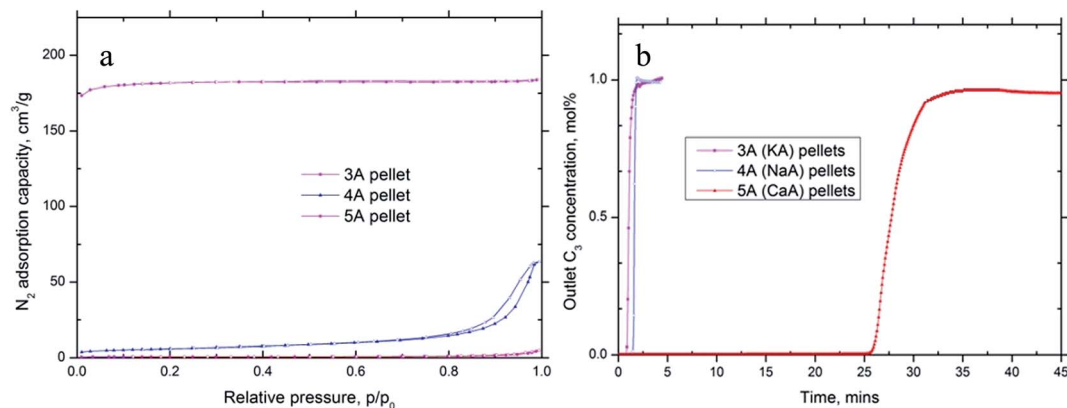 a
N₂ adsorption capacity, cm³/g
200
150
100
50
0
3A pellet
4A pellet
5A pellet
0.0 0.2 0.4 0.6 0.8 1.0
Relative pressure, p/p₀
b
Outlet C₃ concentration, mol%
1.0
0.5
0.0
3A (KA) pellets
4A (NaA) pellets
5A (CaA) pellets
0 5 10 15 20 25 30 35 40 45
Time, mins